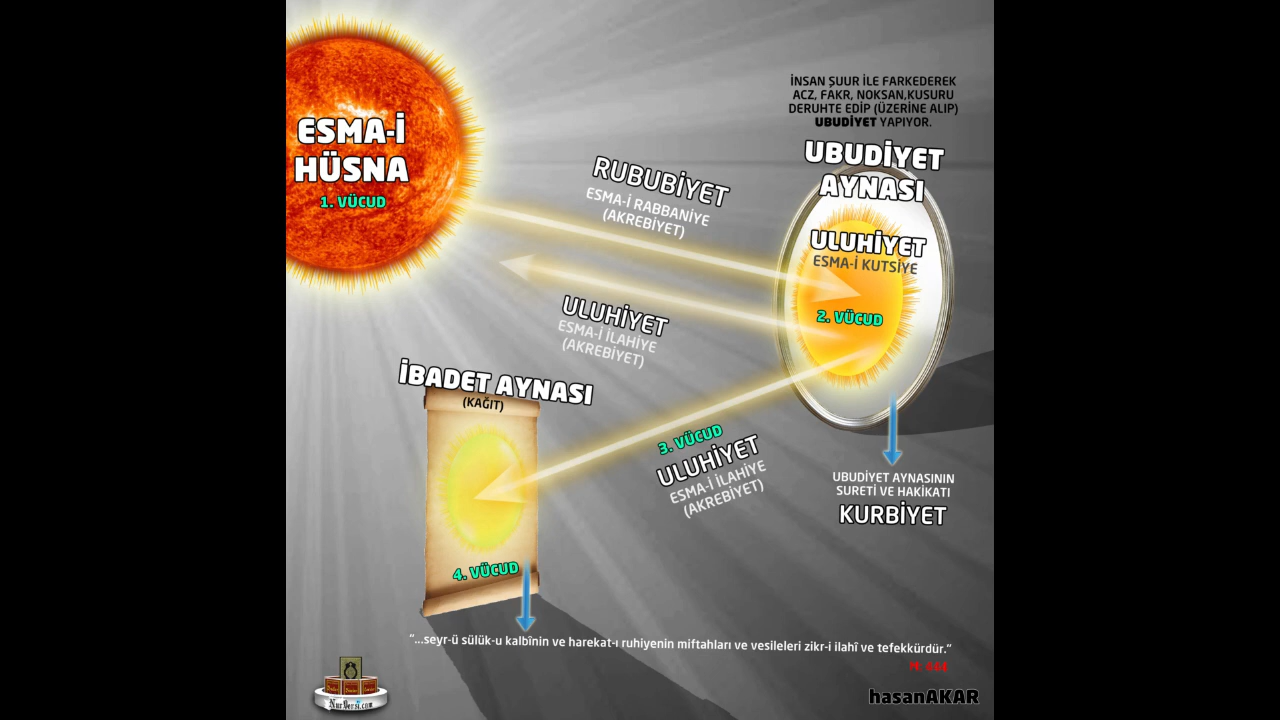 ESMA-İ
HÜSNA
1. VÜCUD
İNSAN ŞUUR İLE FARKEDEREK
ACZ, FAKR, NOKSAN,KUSURU
DERUHTE EDİP (ÜZERİNE ALIP)
UBUDİYET YAPIYOR.
UBUDİYET
AYNASI
ULUHİYET
ESMA-İ KUTSİYE
2. VÜCUD
RUBUBİYET
ESMA-İ RABBANİYE
(AKREBİYET)
ULUHİYET
ESMA-İ İLAHİYE
(AKREBİYET)
İBADET AYNASI
(KAĞIT)
3. VÜCUD
ULUHİYET
ESMA-İ İLAHİYE
(AKREBİYET)
UBUDİYET AYNASININ
SURETİ VE HAKİKATI
KURBİYET
4. VÜCUD
"...seyr-ü sülük-u kalbînin ve harekat-ı ruhiyenin miftahları ve vesileleri zikr-i ilahî ve tefekkürdür."
NurDersi.com
hasanAKAR